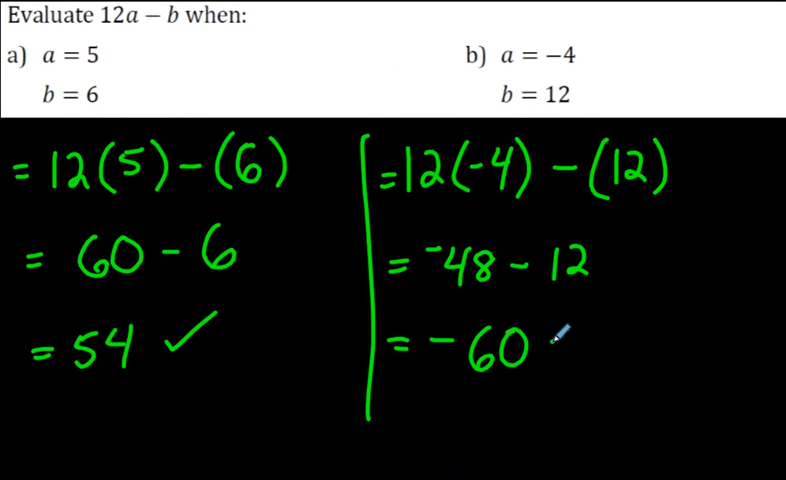 Evaluate 12a − b when:
a) a = 5
b = 6
b) a = −4
b = 12
= 12(5) − (6)
= 60 − 6
= 54 ✓
= 12(-4) − (12)
= -48 − 12
= -60